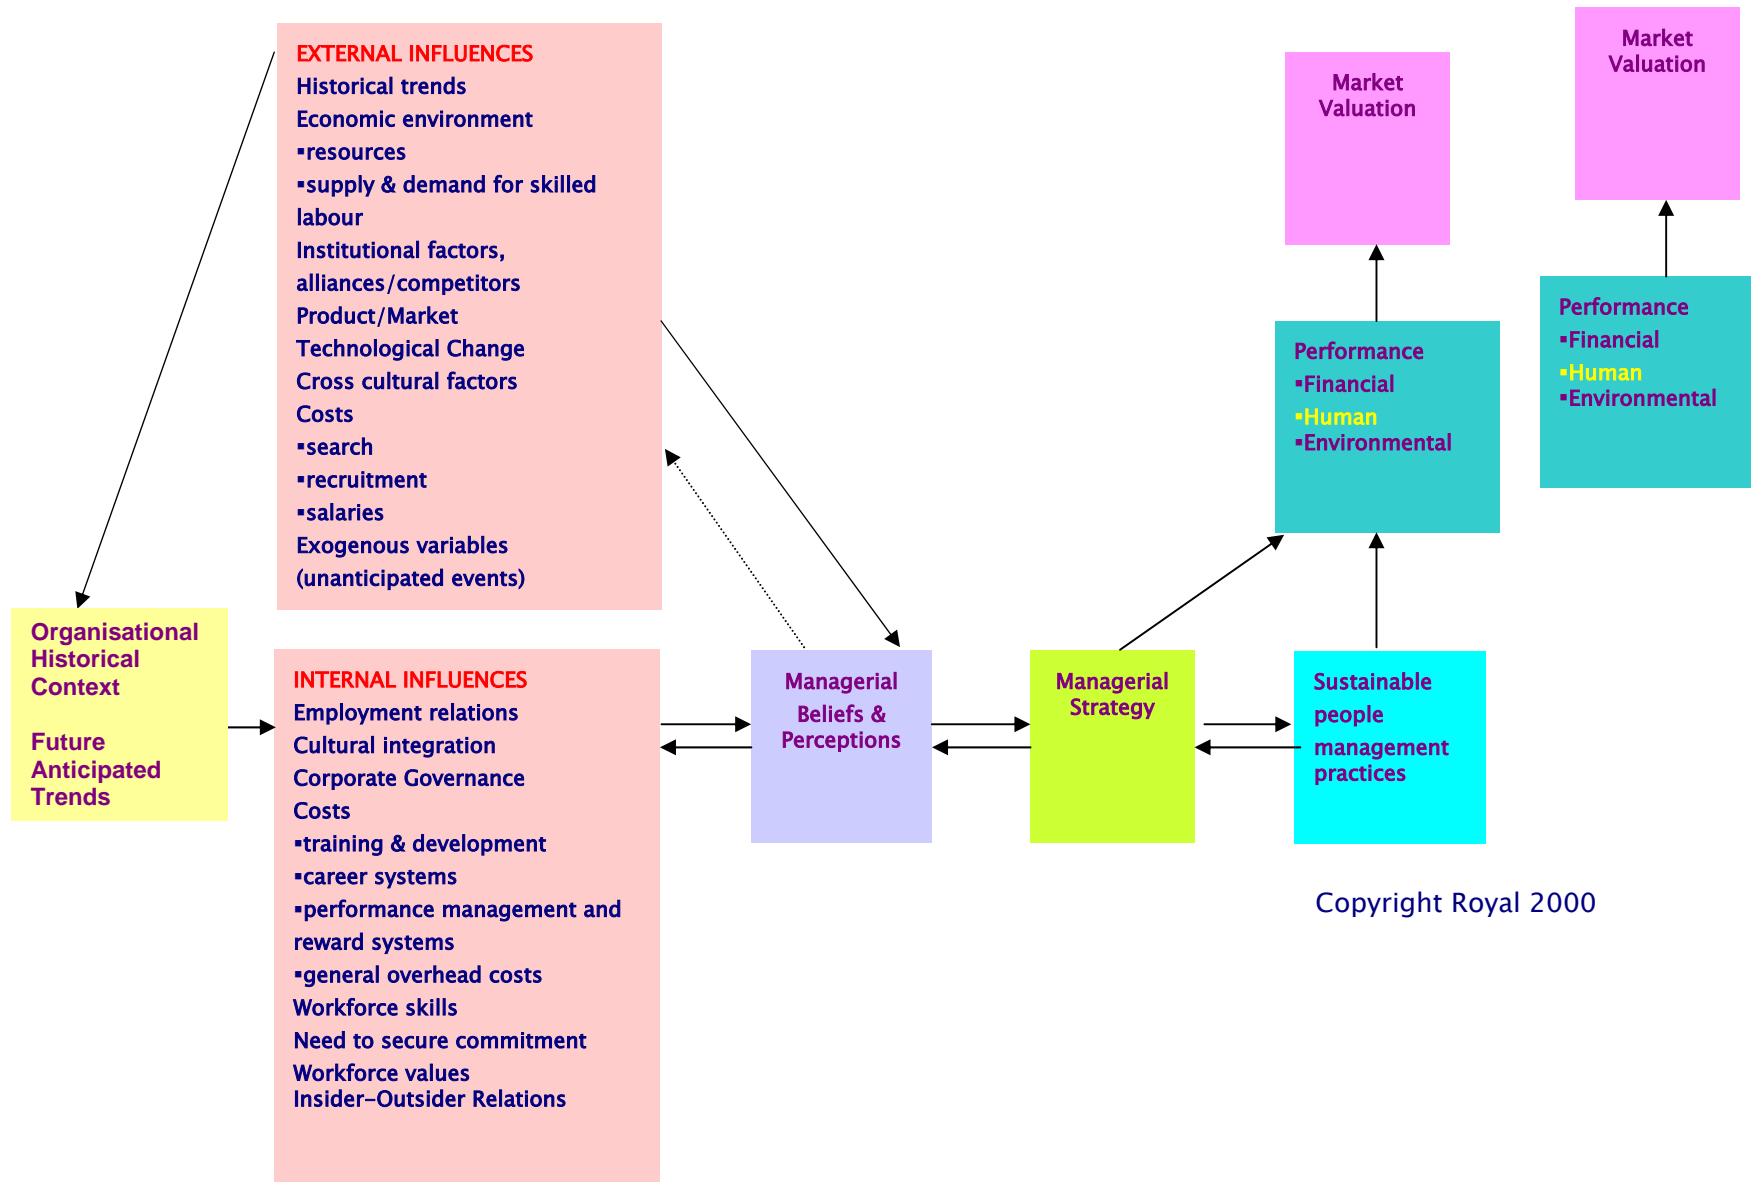 EXTERNAL INFLUENCES
Historical trends
Economic environment
▪resources
▪supply & demand for skilled
labour
Institutional factors,
alliances/competitors
Product/Market
Technological Change
Cross cultural factors
Costs
▪search
▪recruitment
▪salaries
Exogenous variables
(unanticipated events)
Market
Valuation
Market
Valuation
Performance
▪Financial
▪Human
▪Environmental
Performance
▪Financial
▪Human
▪Environmental
Organisational
Historical
Context
Future
Anticipated
Trends
INTERNAL INFLUENCES
Employment relations
Cultural integration
Corporate Governance
Costs
▪training & development
▪career systems
▪performance management and
reward systems
▪general overhead costs
Workforce skills
Need to secure commitment
Workforce values
Insider–Outsider Relations
Managerial
Beliefs &
Perceptions
Managerial
Strategy
Sustainable
people
management
practices
Copyright Royal 2000